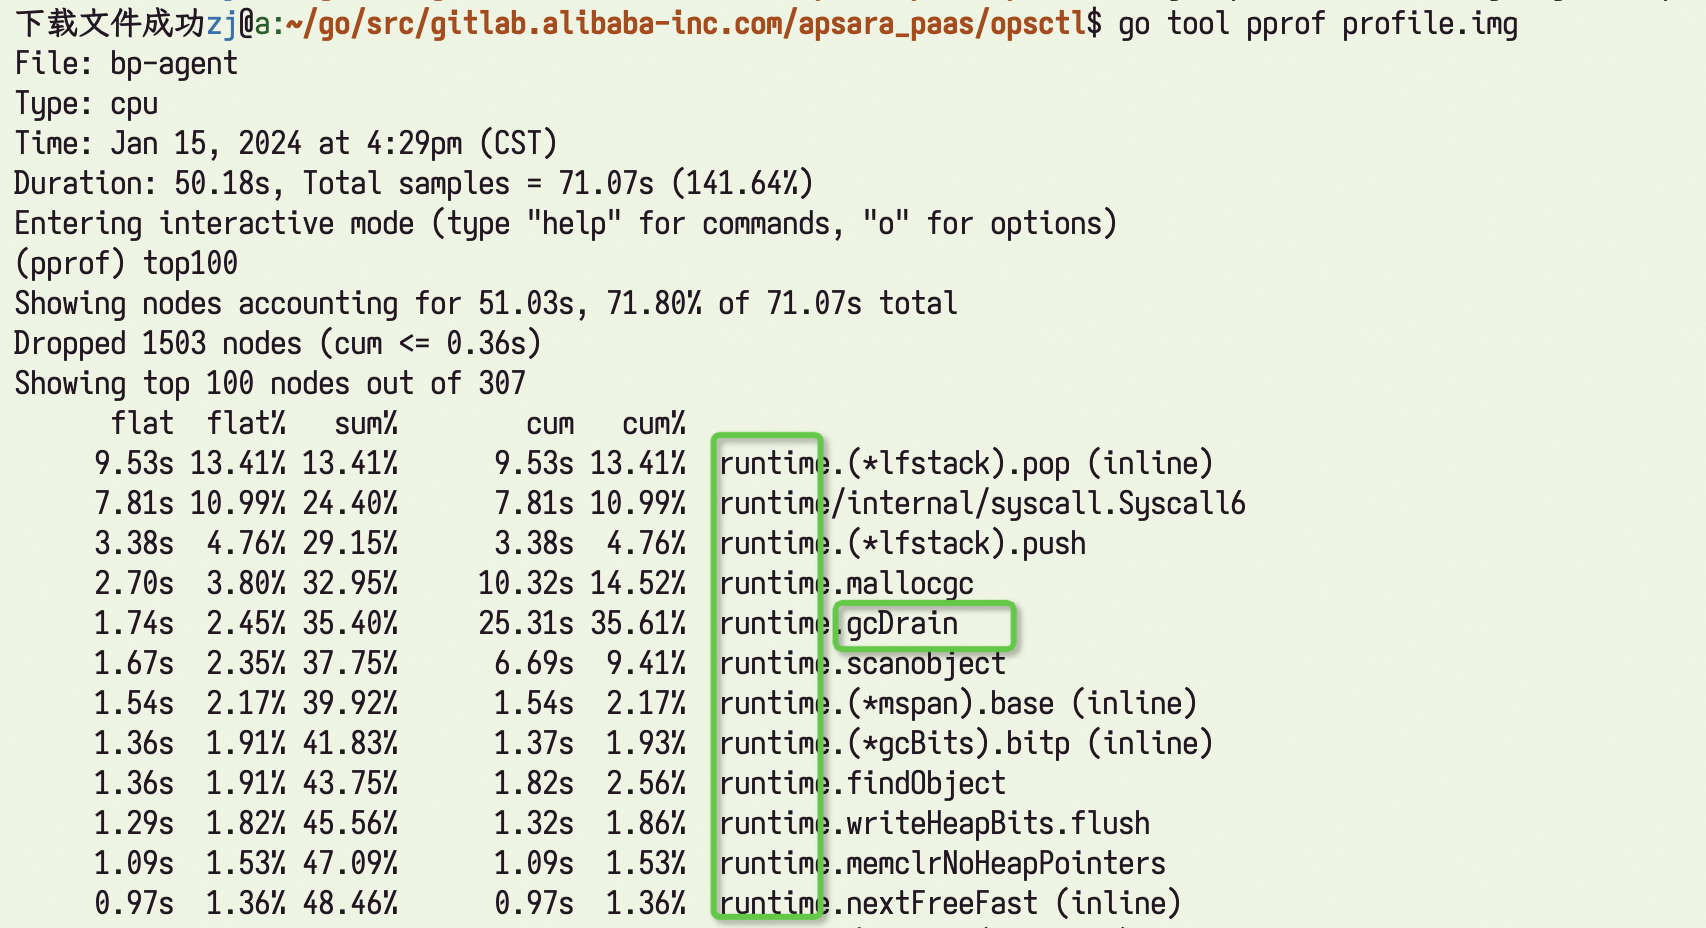 下载文件成功zj@a:~/go/src/gitlab.alibaba-inc.com/apsara_paas/opsctl$ go tool pprof profile.img
File: bp-agent
Type: cpu
Time: Jan 15, 2024 at 4:29pm (CST)
Duration: 50.18s, Total samples = 71.07s (141.64%)
Entering interactive mode (type "help" for commands, "o" for options)
(pprof) top100
Showing nodes accounting for 51.03s, 71.80% of 71.07s total
Dropped 1503 nodes (cum <= 0.36s)
Showing top 100 nodes out of 307
flat flat% sum% cum cum%
9.53s 13.41% 13.41% 9.53s 13.41% runtime.(*lfstack).pop (inline)
7.81s 10.99% 24.40% 7.81s 10.99% runtime/internal/syscall.Syscall6
3.38s 4.76% 29.15% 3.38s 4.76% runtime.(*lfstack).push
2.70s 3.80% 32.95% 10.32s 14.52% runtime.mallocgc
1.74s 2.45% 35.40% 25.31s 35.61% runtime.gcDrain
1.67s 2.35% 37.75% 6.69s 9.41% runtime.scanobject
1.54s 2.17% 39.92% 1.54s 2.17% runtime.(*mspan).base (inline)
1.36s 1.91% 41.83% 1.37s 1.93% runtime.(*gcBits).bitp (inline)
1.36s 1.91% 43.75% 1.82s 2.56% runtime.findObject
1.29s 1.82% 45.56% 1.32s 1.86% runtime.writeHeapBits.flush
1.09s 1.53% 47.09% 1.09s 1.53% runtime.memclrNoHeapPointers
0.97s 1.36% 48.46% 0.97s 1.36% runtime.nextFreeFast (inline)